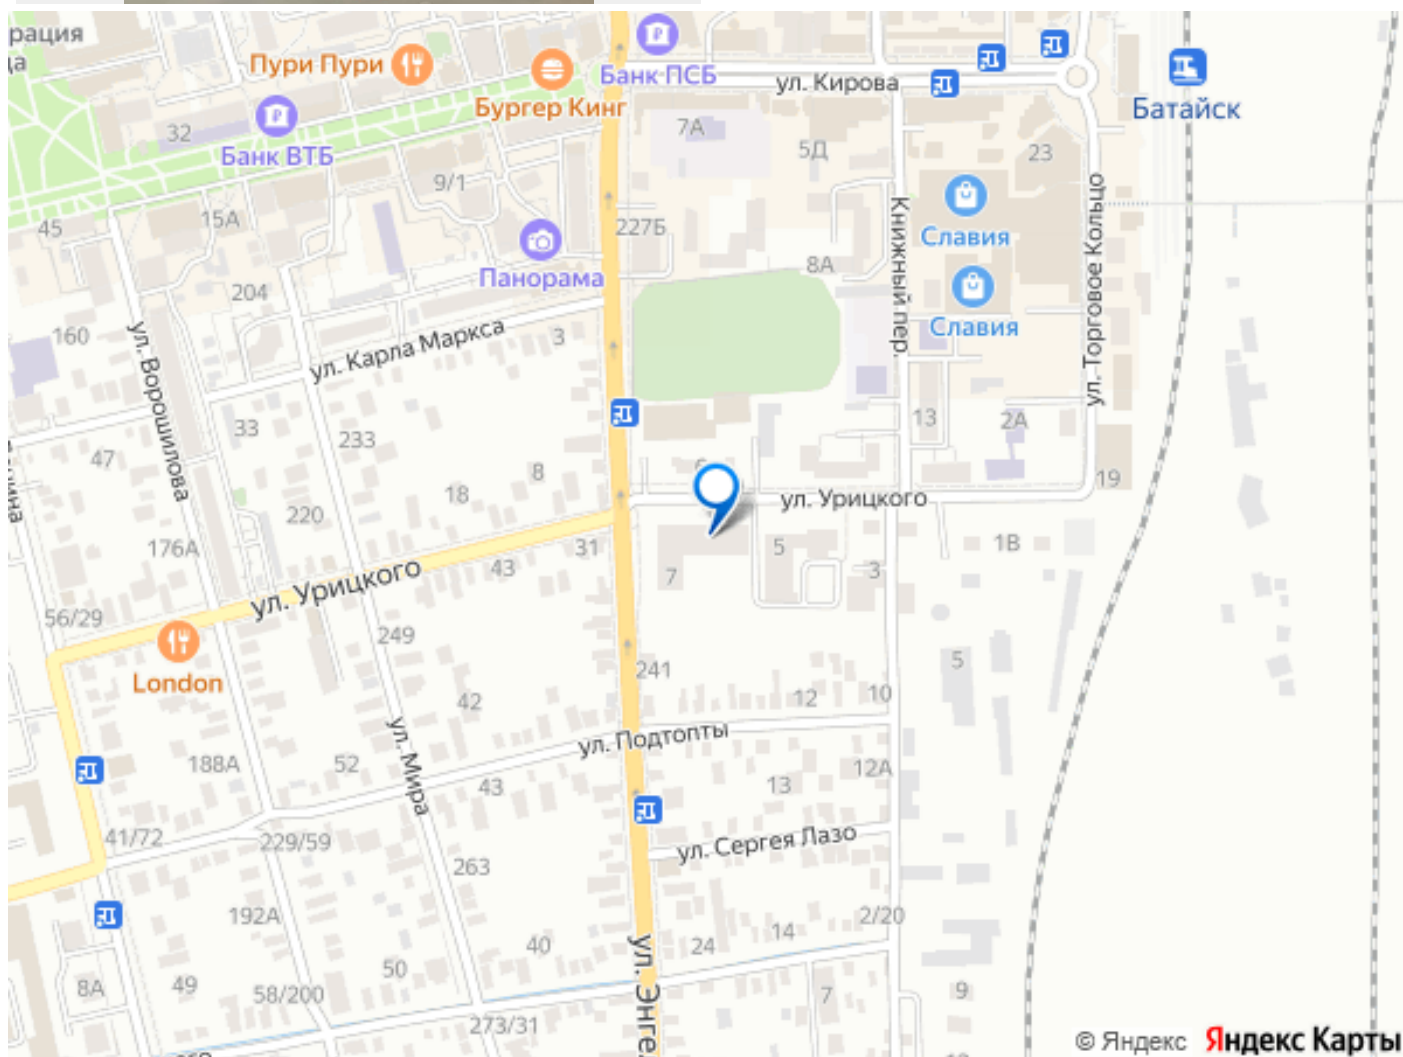 рация
да
Пури Пури
Бургер Кинг
Банк ПСБ
ул. Кирова
Батайск
32
Банк ВТБ
7А
5Д
23
9/1
45
15А
227Б
Панорама
Книжный пер.
Славия
8А
ул. Торговое Кольцо
204
Славия
160
ул. Ворошилова
ул. Карла Маркса
3
33
233
13
2А
47
8
18
19
220
ул. Урицкого
176А
31
43
5
1В
7
3
ул. Урицкого
56/29
249
241
5
London
42
12
10
ул. Мира
ул. Подтопты
188А
52
43
13
12А
41/72
229/59
ул. Сергея Лазо
263
192А
40
24
14
2/20
ул. Энге
49
8А
50
58/200
7
9
273/31
© Яндекс Яндекс Карты